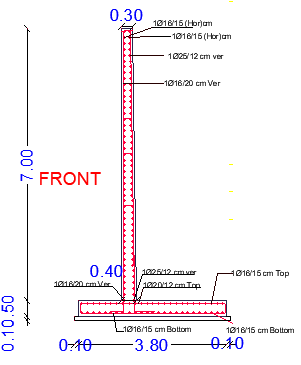 0.30
1Ø16/15 (Hor)cm
1Ø16/15 (Hor)cm
1Ø25/12 cm ver
1Ø16/20 cm Ver
7.00
FRONT
0.40
1Ø25/12 cm ver
1Ø16/15 cm Top
1Ø16/20 cm Ver
1Ø20/12 cm Top
0.50
0.10
1Ø16/15 cm Bottom
1Ø16/15 cm Bottom
0.10
3.80
0.10